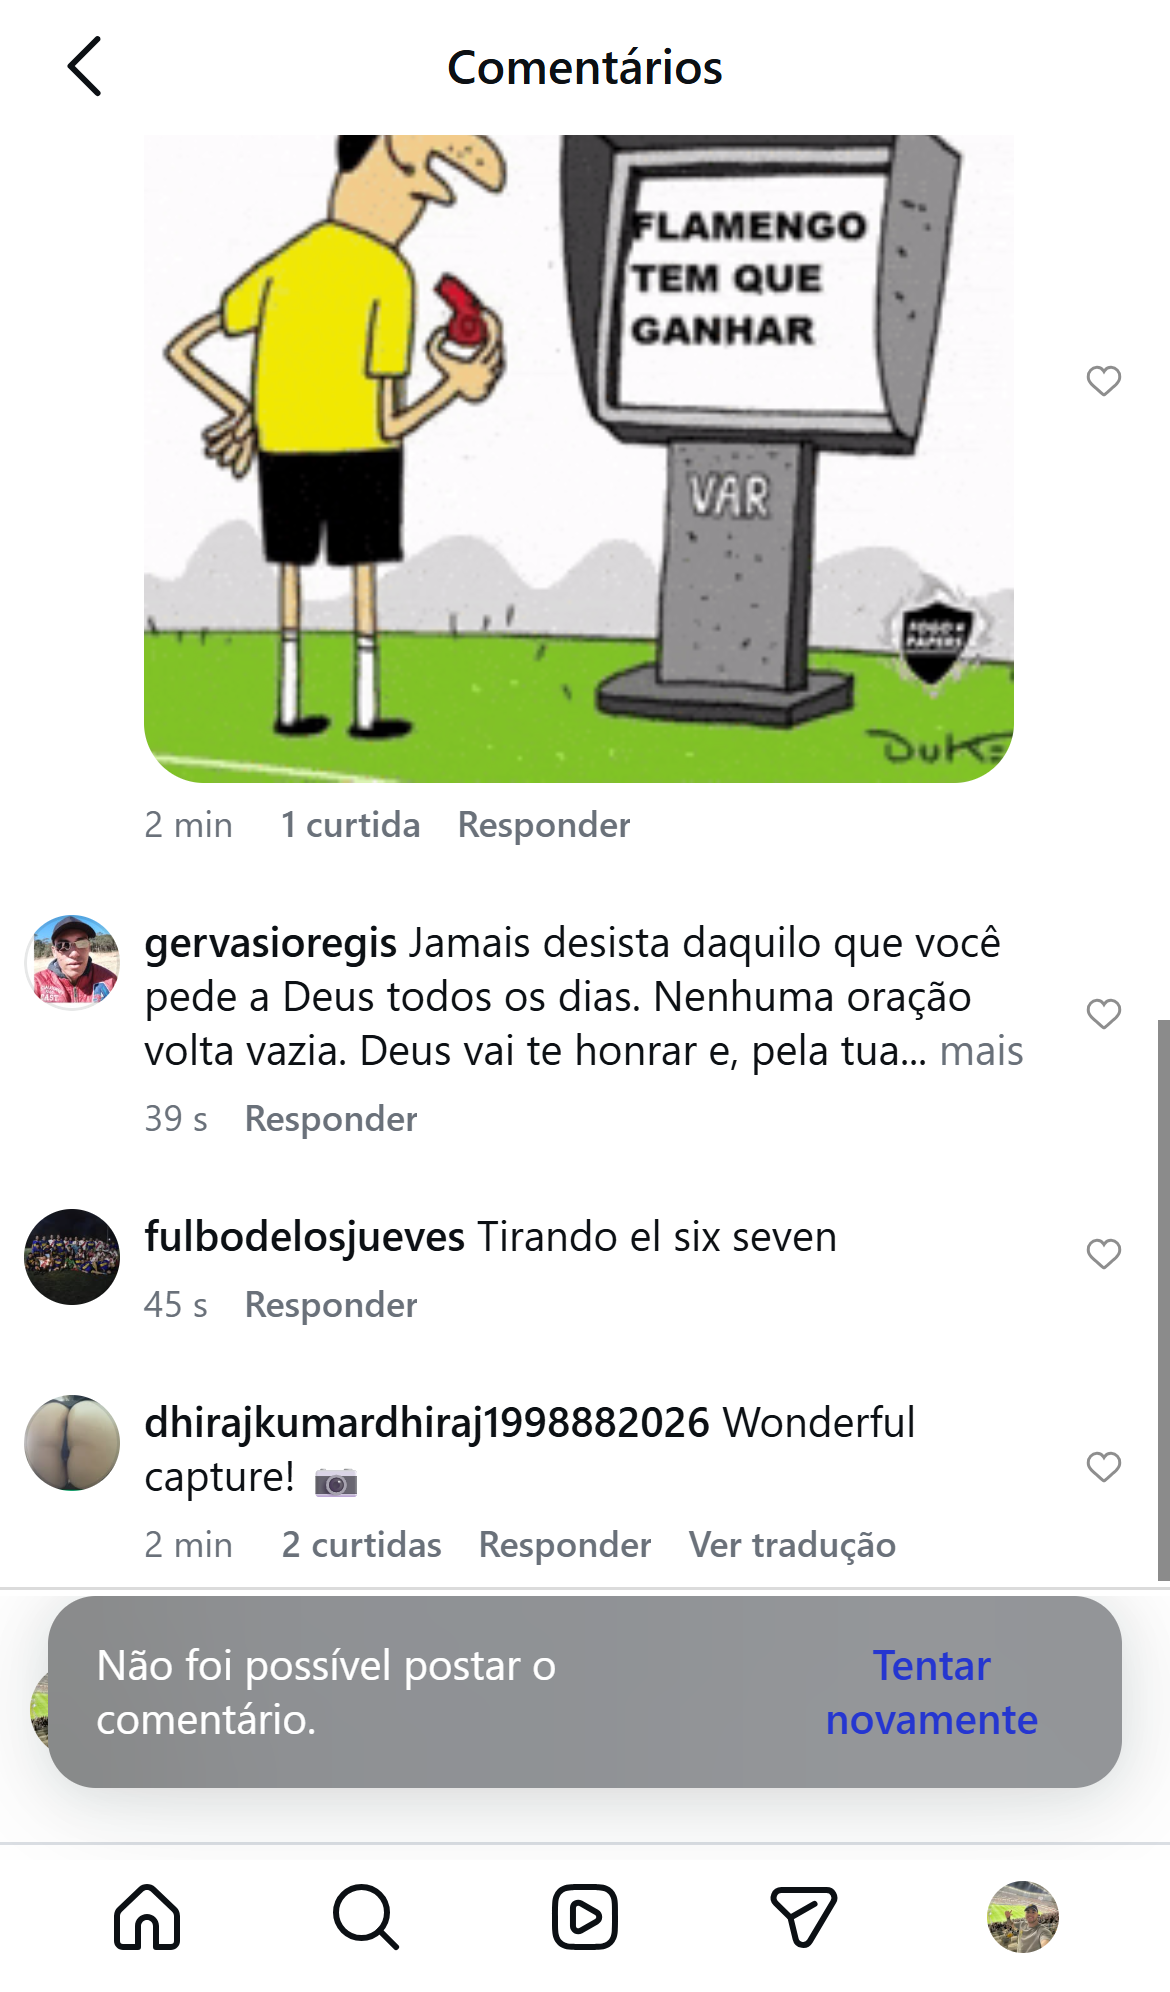 Comentários
FLAMENGO
TEM QUE
GANHAR
VAR
FOGO
PAPERS
DUKE
2 min 1 curtida Responder
gervasioregis Jamais desista daquilo que você
pede a Deus todos os dias. Nenhuma oração
volta vazia. Deus vai te honrar e, pela tua... mais
39 s Responder
fulbodelosjueves Tirando el six seven
45 s Responder
dhirajkumardhiraj1998882026 Wonderful
capture! 📷
2 min 2 curtidas Responder Ver tradução
Não foi possível postar o
comentário.
Tentar
novamente